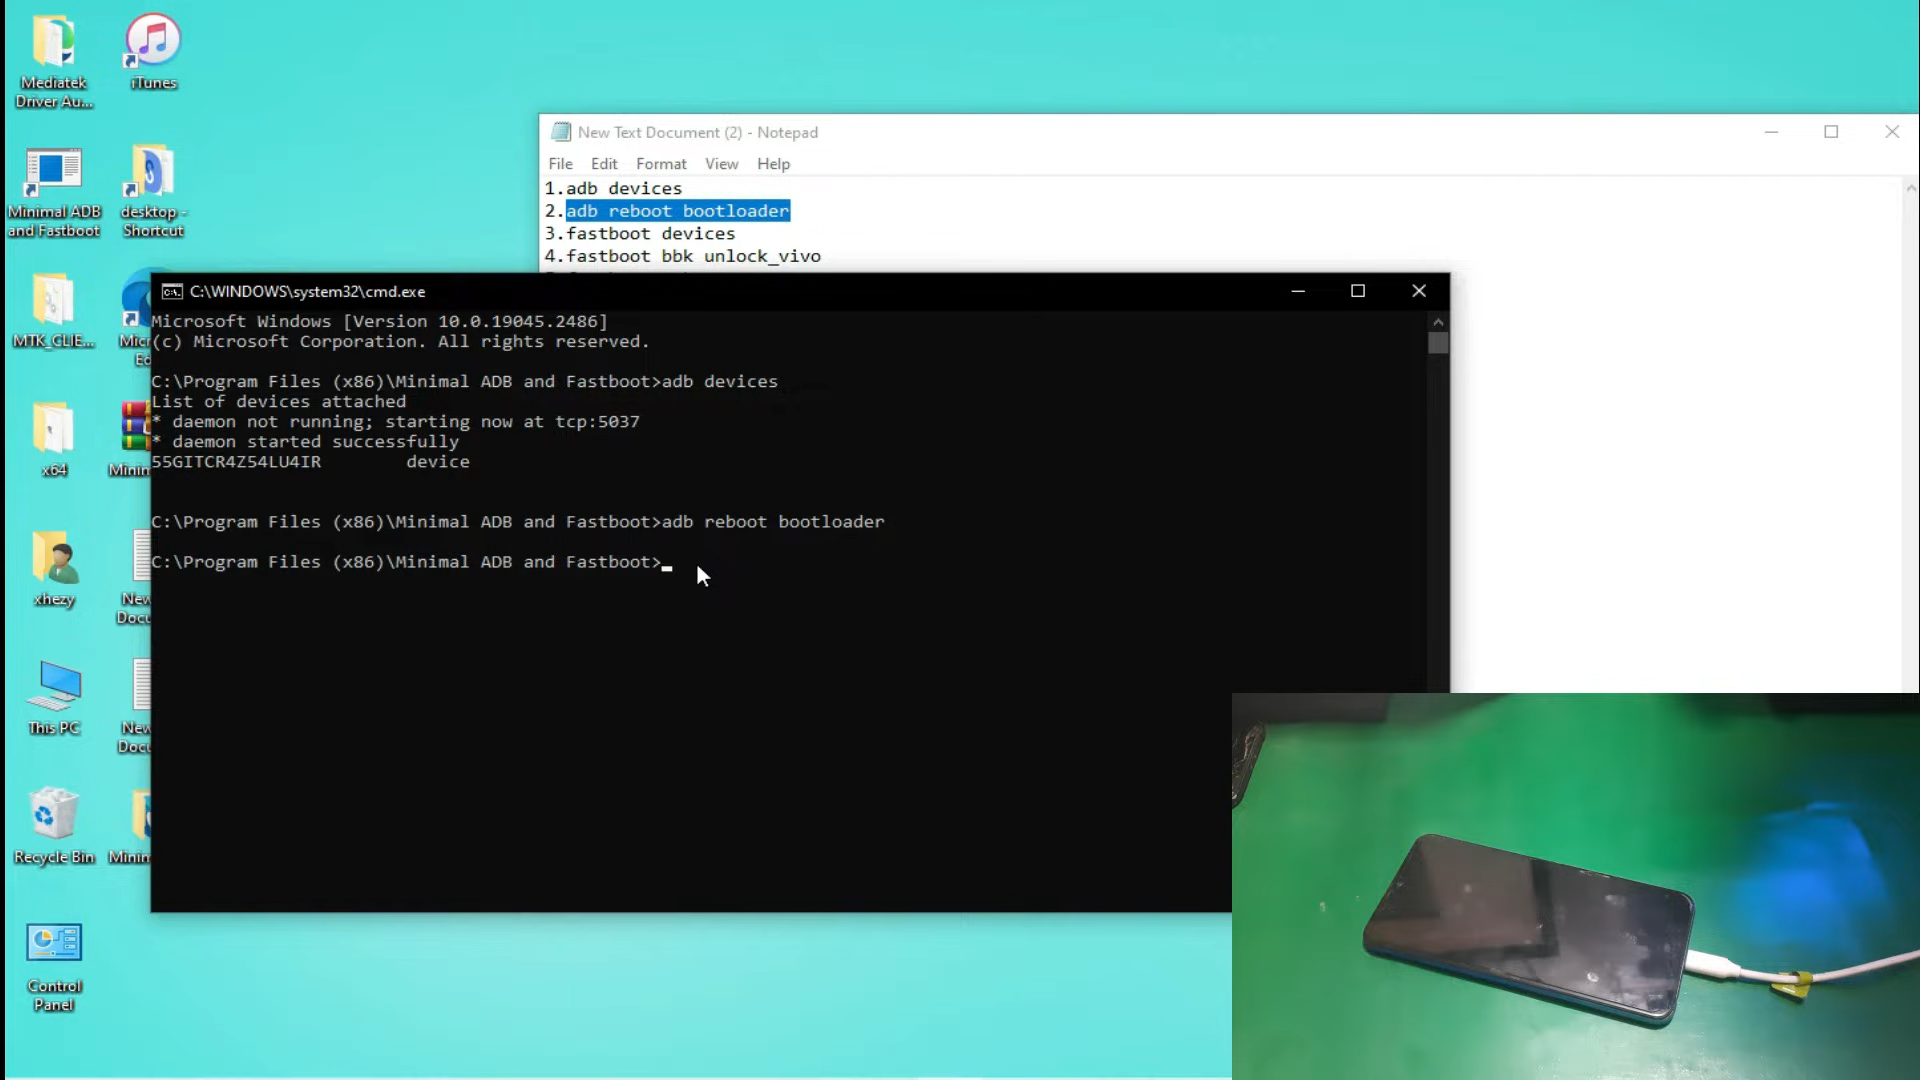 Mediatek
Driver Au...
iTunes
Minimal ADB
and Fastboot
desktop -
Shortcut
MTK_CLIE...
x64
xhezy
This PC
Recycle Bin
Control
Panel
New Text Document (2) - Notepad
File Edit Format View Help
1.adb devices
2.adb reboot bootloader
3.fastboot devices
4.fastboot bbk unlock_vivo
C:\WINDOWS\system32\cmd.exe
Microsoft Windows [Version 10.0.19045.2486]
(c) Microsoft Corporation. All rights reserved.
C:\Program Files (x86)\Minimal ADB and Fastboot>adb devices
List of devices attached
* daemon not running; starting now at tcp:5037
* daemon started successfully
55GITCR4Z54LU4IR device
C:\Program Files (x86)\Minimal ADB and Fastboot>adb reboot bootloader
C:\Program Files (x86)\Minimal ADB and Fastboot>